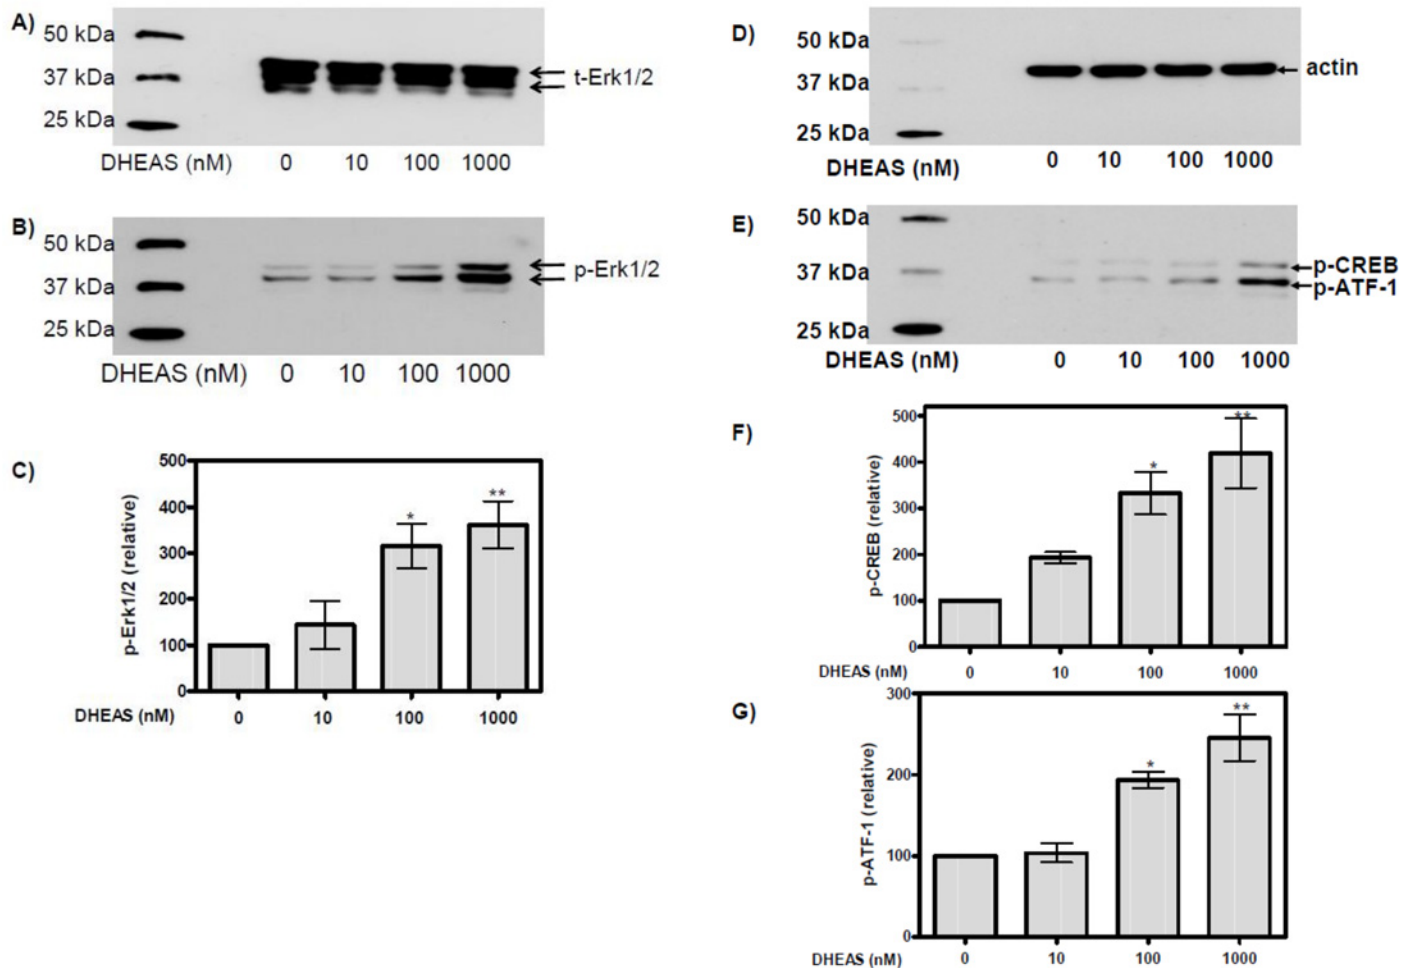 A)
50 kDa
37 kDa
25 kDa
t-Erk1/2
DHEAS (nM) 0 10 100 1000
B)
50 kDa
37 kDa
25 kDa
p-Erk1/2
DHEAS (nM) 0 10 100 1000
C)
p-Erk1/2 (relative)
500
400
300
200
100
0
* **
DHEAS (nM) 0 10 100 1000
D)
50 kDa
37 kDa
25 kDa
actin
DHEAS (nM) 0 10 100 1000
E)
50 kDa
37 kDa
25 kDa
p-CREB
p-ATF-1
DHEAS (nM) 0 10 100 1000
F)
p-CREB (relative)
500
400
300
200
100
0
* **
DHEAS (nM) 0 10 100 1000
G)
p-ATF-1 (relative)
300
200
100
0
* **
DHEAS (nM) 0 10 100 1000